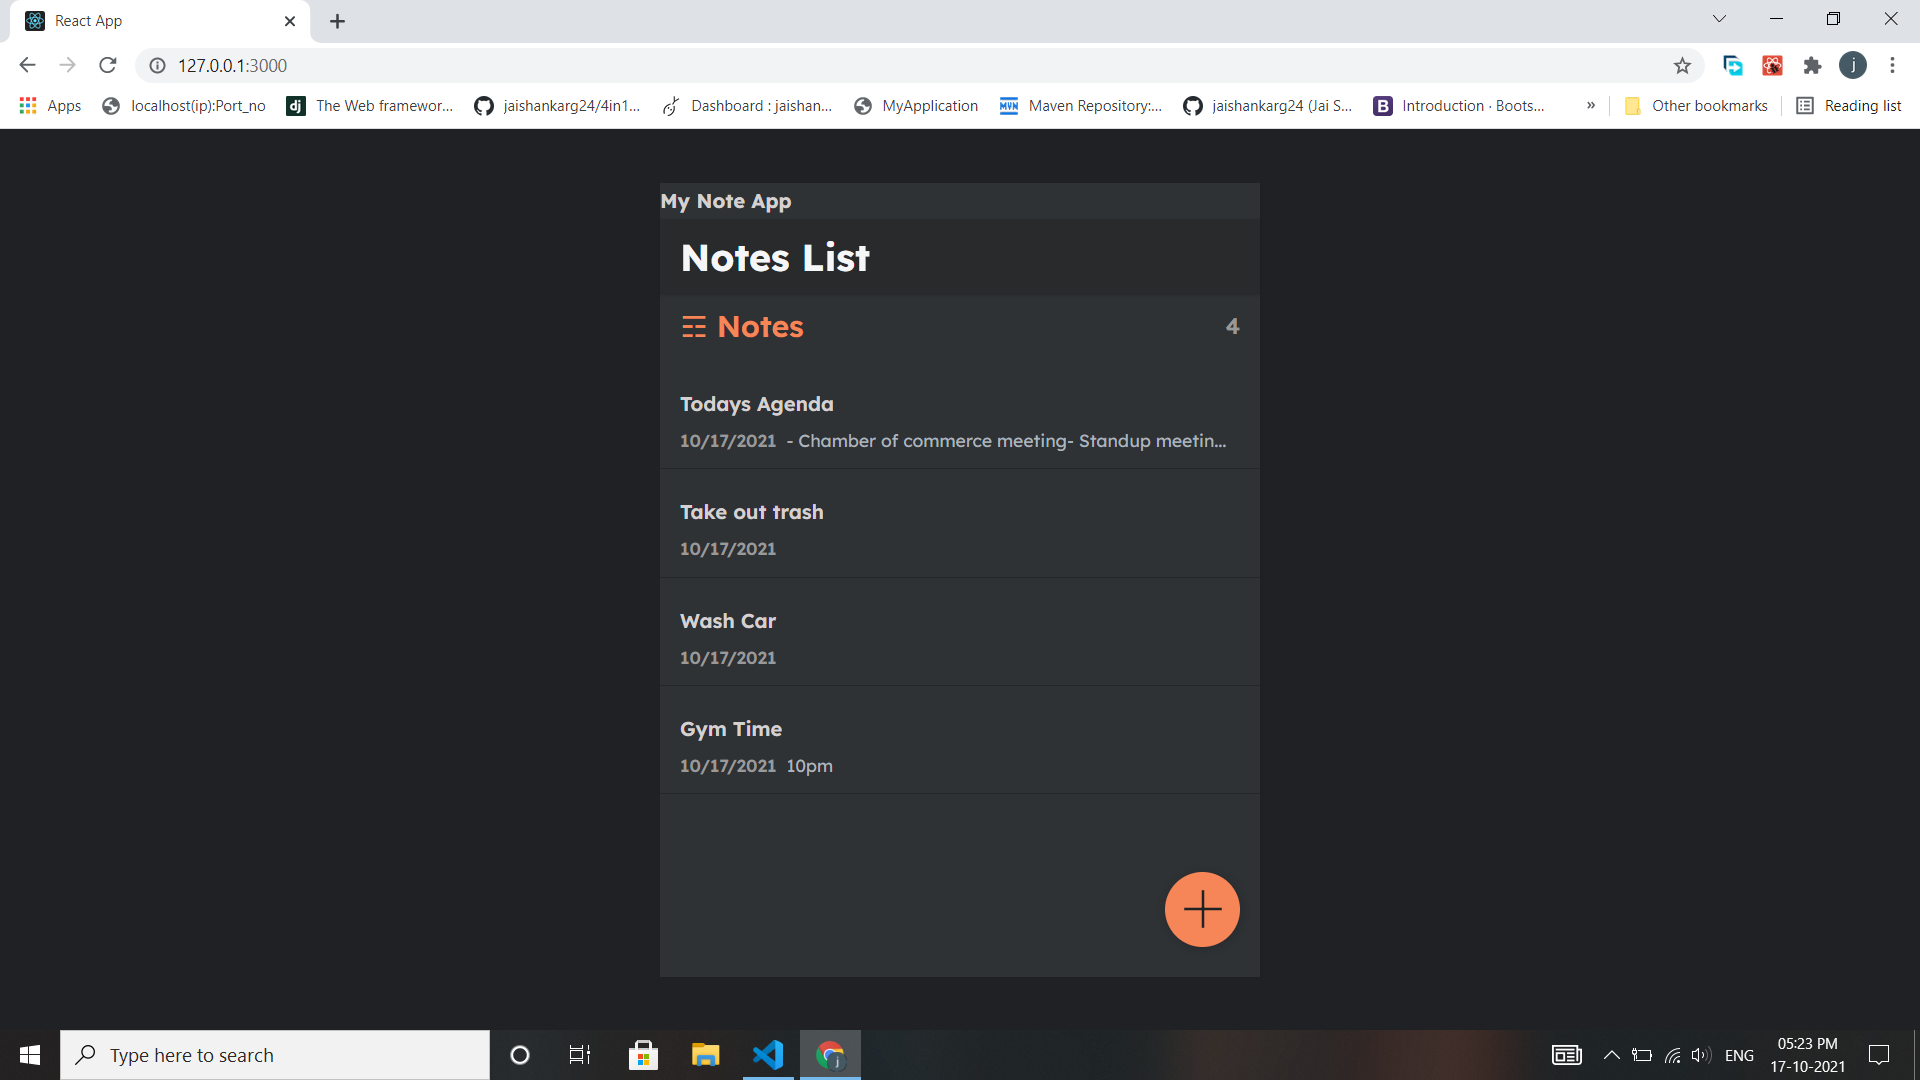 React App
127.0.0.1:3000
j
Apps
localhost(ip):Port_no
dj
The Web framewor...
jaishankarg24/4in1...
Dashboard : jaishan...
MyApplication
MVN
Maven Repository:...
jaishankarg24 (Jai S...
B
Introduction · Boots...
»
Other bookmarks
Reading list
My Note App
Notes List
☶ Notes
4
Todays Agenda
10/17/2021 - Chamber of commerce meeting- Standup meetin...
Take out trash
10/17/2021
Wash Car
10/17/2021
Gym Time
10/17/2021 10pm
Type here to search
j
ENG
05:23 PM
17-10-2021